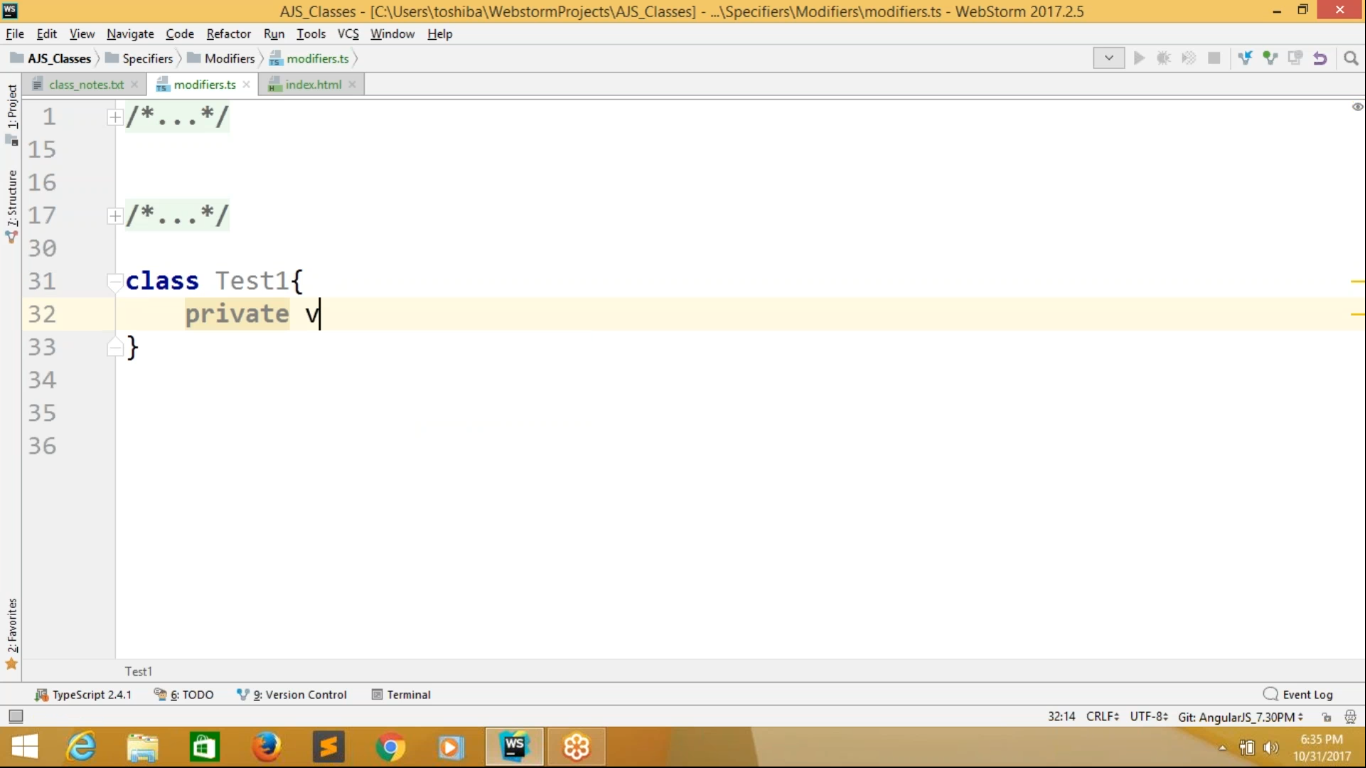 WS AJS_Classes - [C:\Users\toshiba\WebstormProjects\AJS_Classes] - ...\Specifiers\Modifiers\modifiers.ts - WebStorm 2017.2.5
File Edit View Navigate Code Refactor Run Tools VCS Window Help
AJS_Classes Specifiers Modifiers modifiers.ts
class_notes.txt modifiers.ts index.html
1: Project
Z: Structure
2: Favorites
1 /*...*/
15
16
17 /*...*/
30
31 class Test1{
32 private v
33 }
34
35
36
Test1
TypeScript 2.4.1 6: TODO 9: Version Control Terminal Event Log
32:14 CRLF UTF-8 Git: AngularJS_7.30PM
WS
6:35 PM
10/31/2017